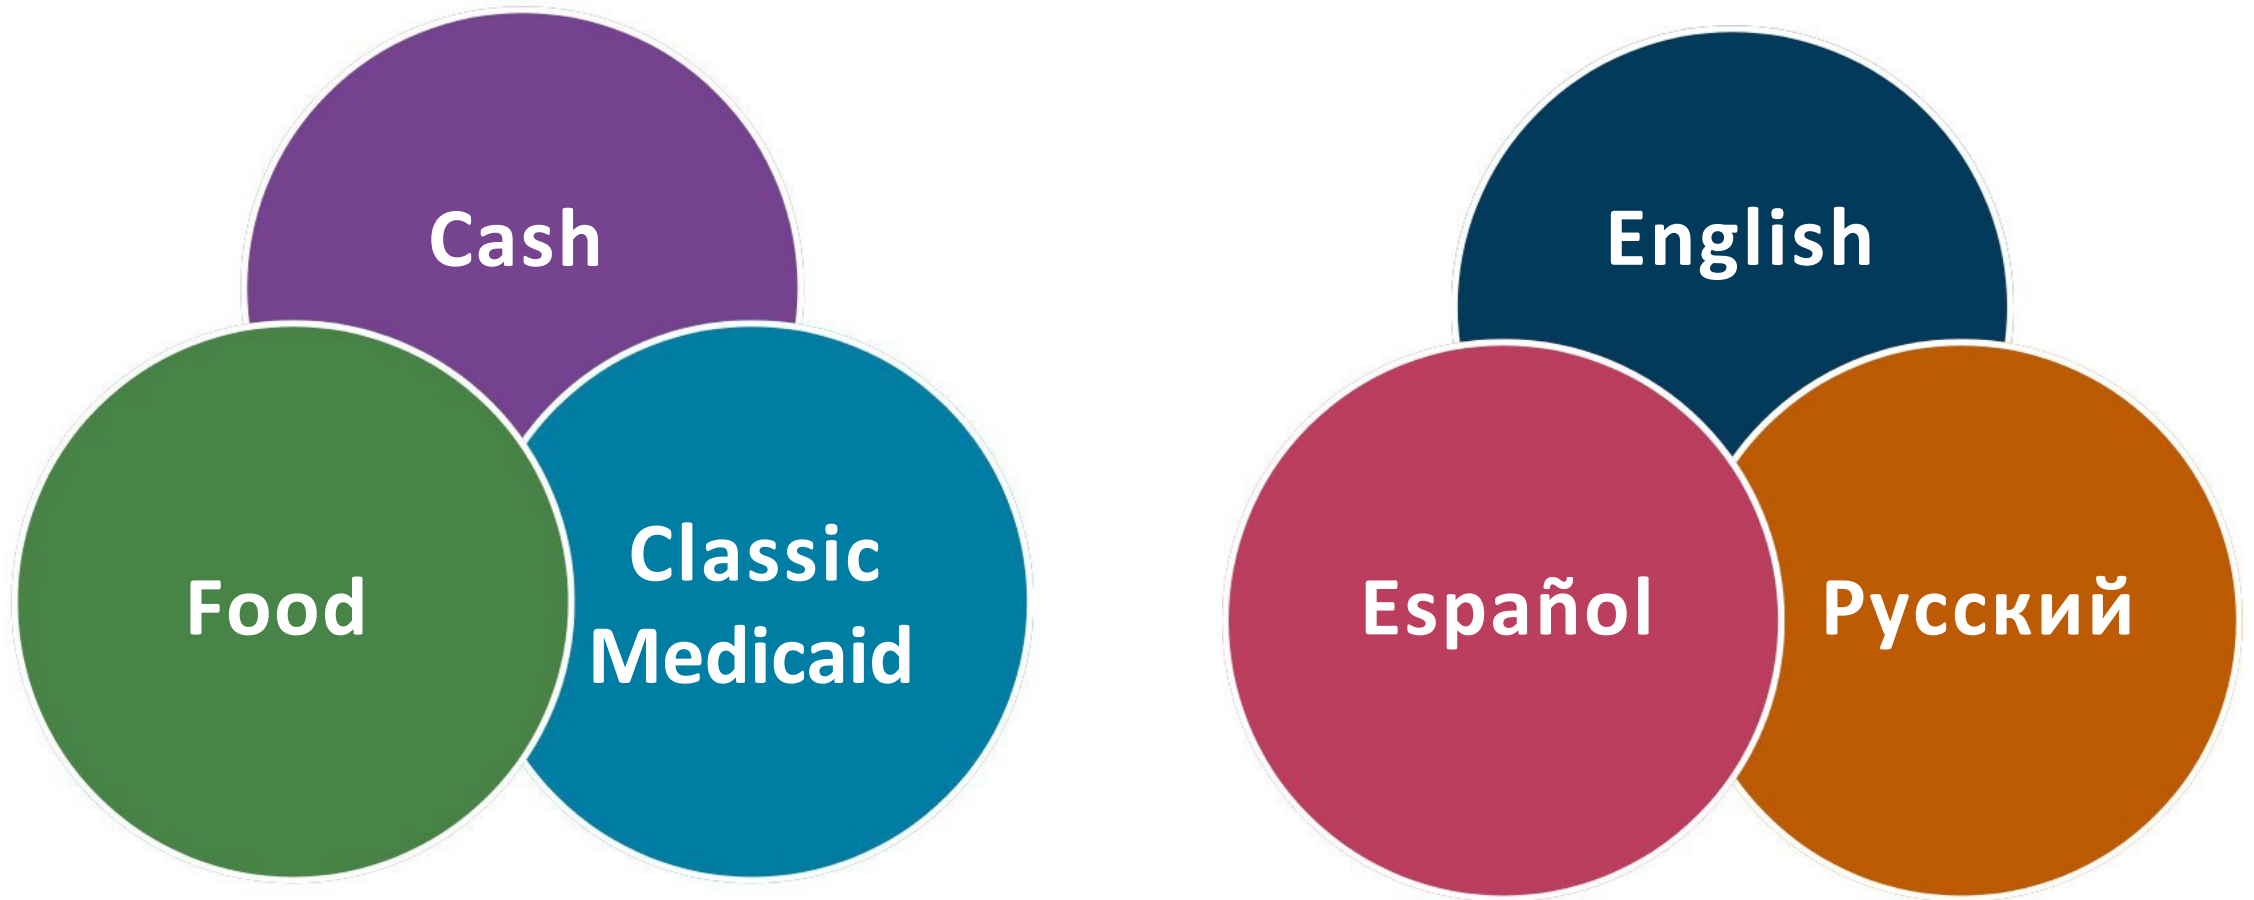 Cash
Food
Classic
Medicaid
English
Español
Русский